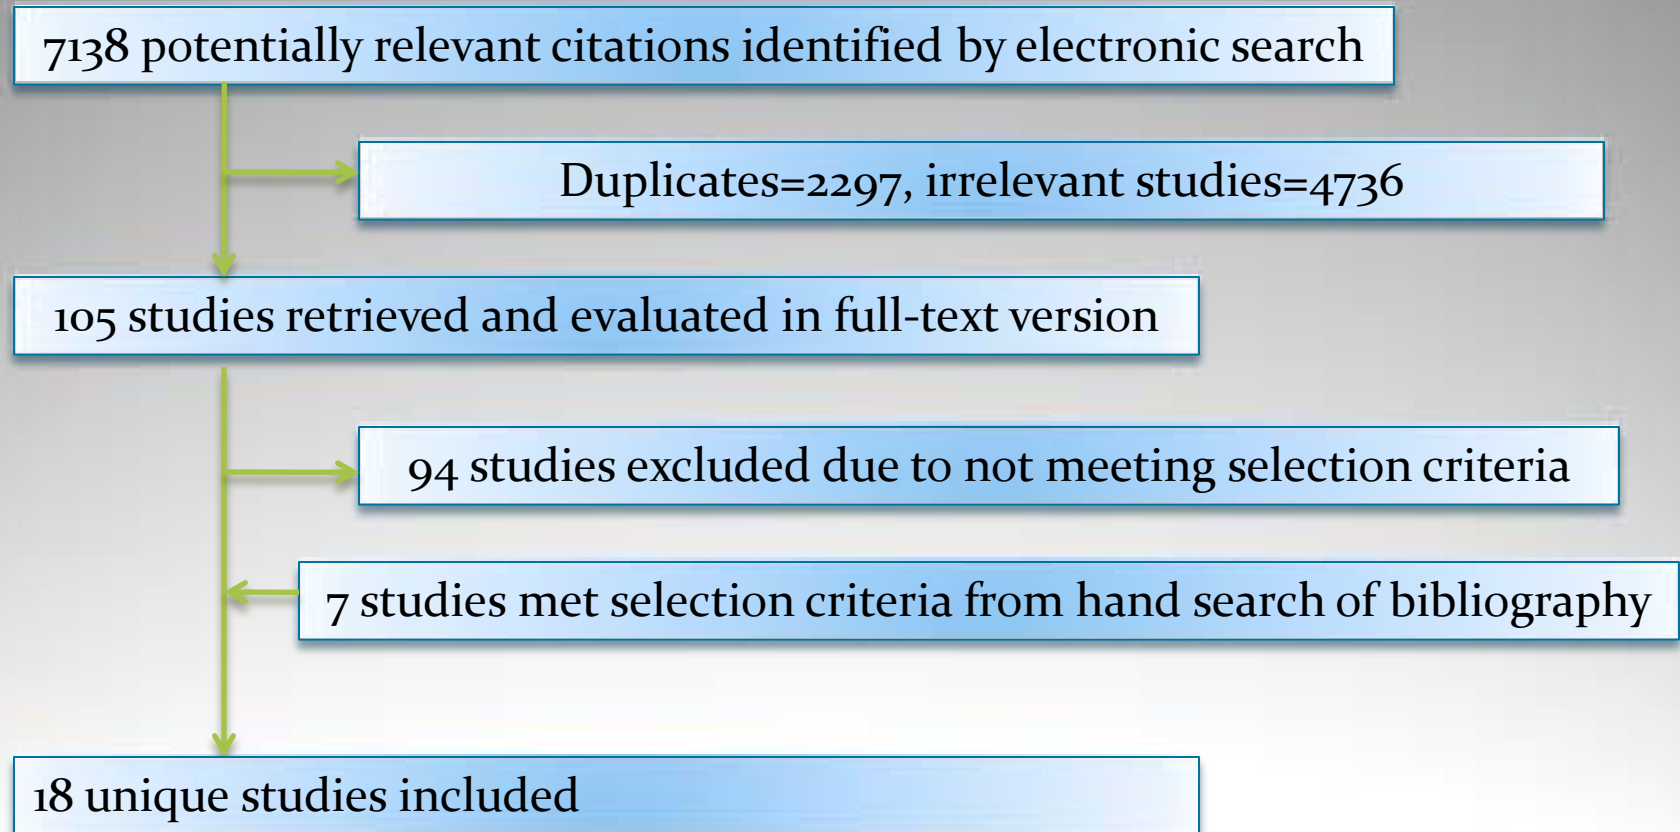 7138 potentially relevant citations identified by electronic search
Duplicates=2297, irrelevant studies=4736
105 studies retrieved and evaluated in full-text version
94 studies excluded due to not meeting selection criteria
7 studies met selection criteria from hand search of bibliography
18 unique studies included